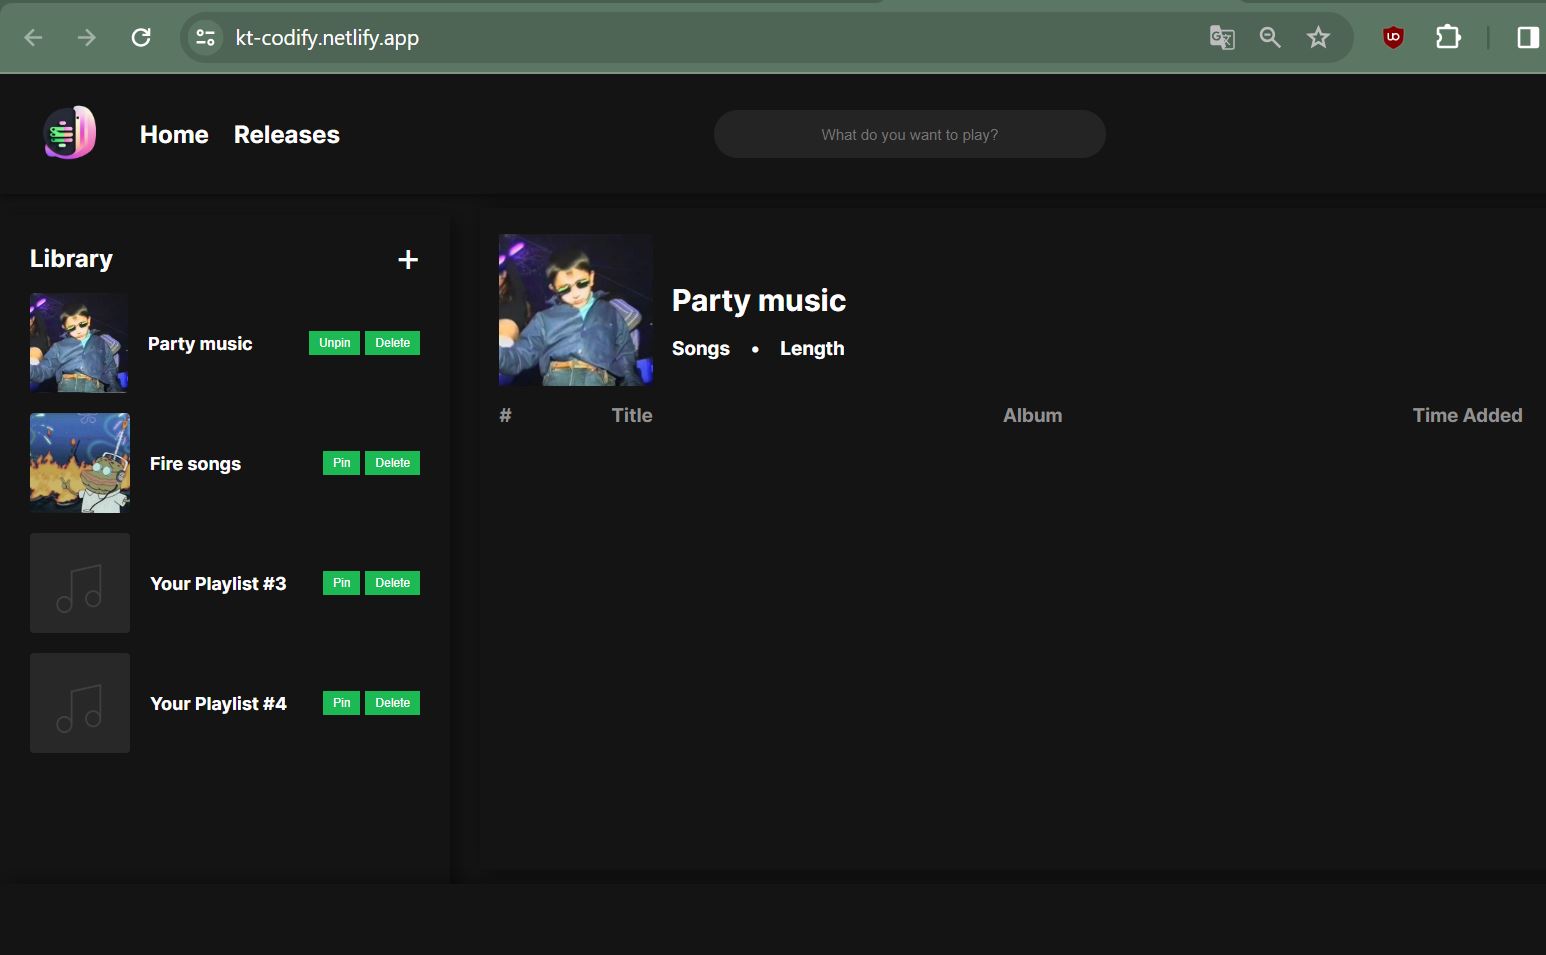 kt-codify.netlify.app
Home Releases What do you want to play?
Library +
Party music Unpin Delete
Fire songs Pin Delete
Your Playlist #3 Pin Delete
Your Playlist #4 Pin Delete
Party music
Songs • Length
# Title Album Time Added